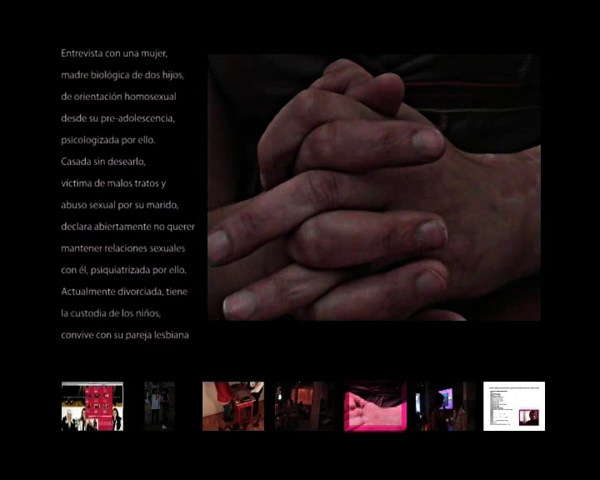 Entrevista con una mujer,
madre biológica de dos hijos,
de orientación homosexual
desde su pre-adolescencia,
psicologizada por ello.
Casada sin desearlo,
víctima de malos tratos y
abuso sexual por su marido,
declara abiertamente no querer
mantener relaciones sexuales
con él, psiquiatrizada por ello.
Actualmente divorciada, tiene
la custodia de los niños,
convive con su pareja lesbiana